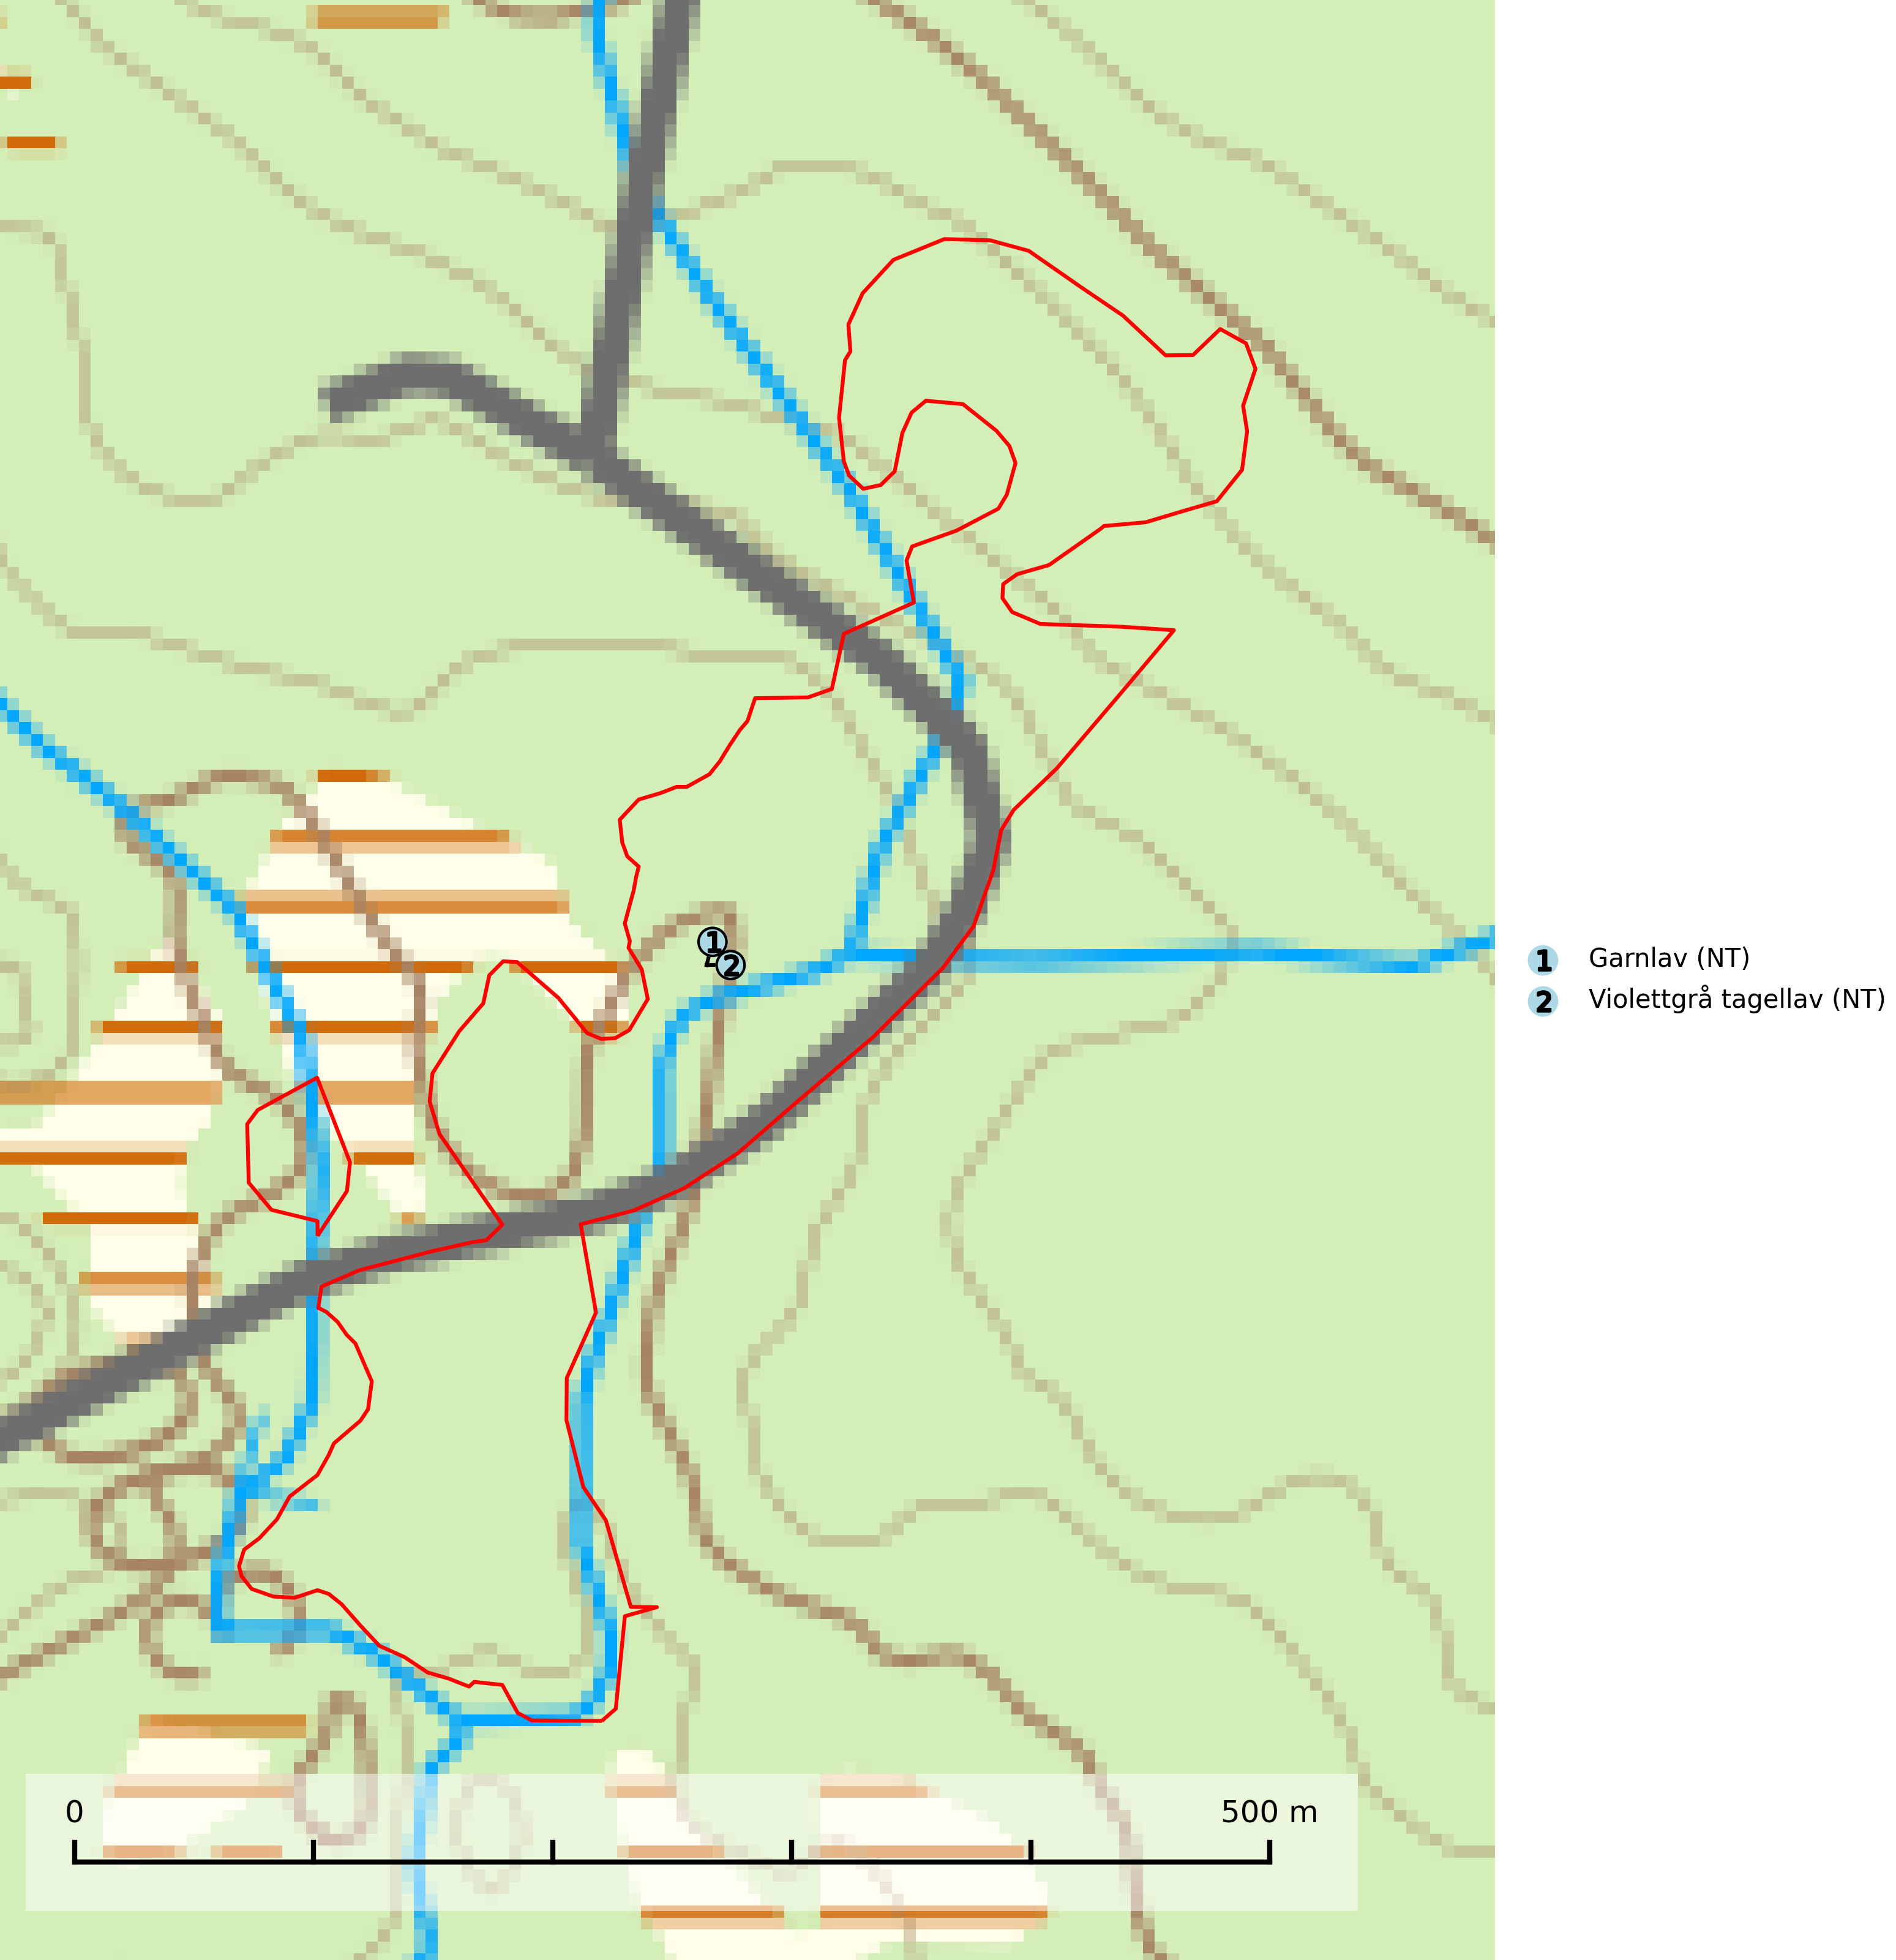 1
2
1 Garnlav (NT)
2 Violettgrå tagellav (NT)
0 500 m